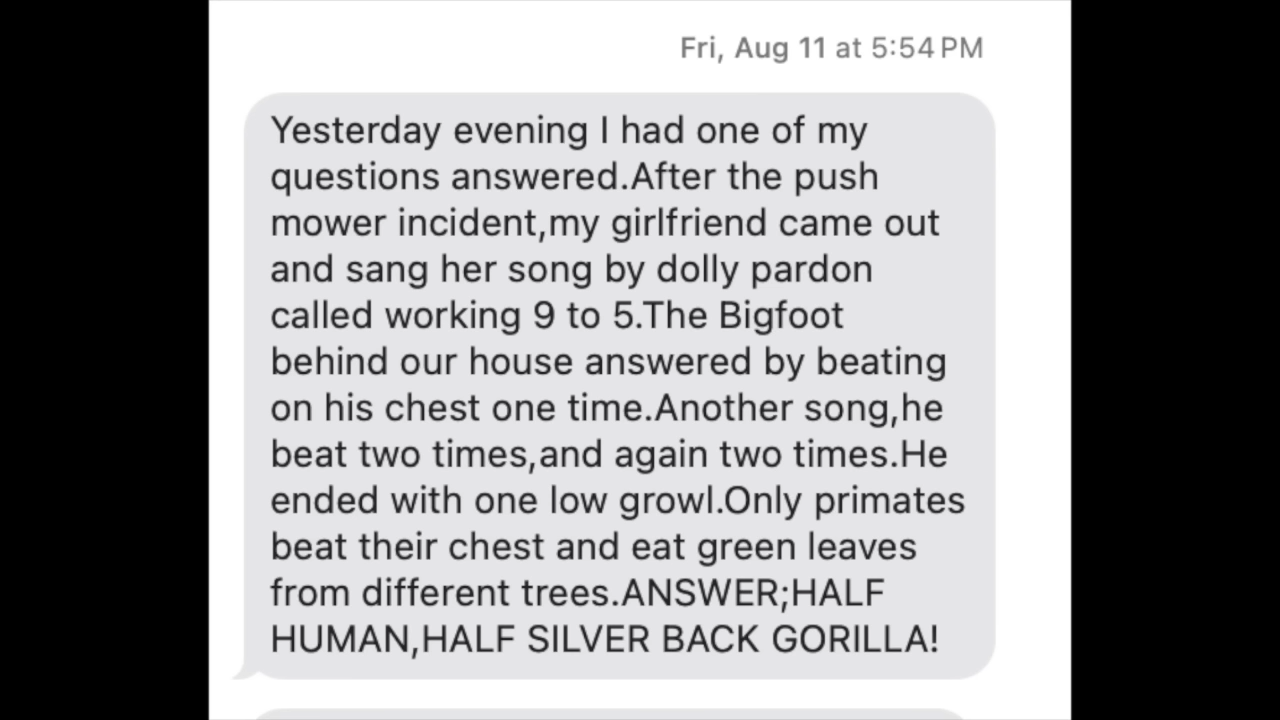 Fri, Aug 11 at 5:54 PM
Yesterday evening I had one of my
questions answered.After the push
mower incident,my girlfriend came out
and sang her song by dolly pardon
called working 9 to 5.The Bigfoot
behind our house answered by beating
on his chest one time.Another song,he
beat two times,and again two times.He
ended with one low growl.Only primates
beat their chest and eat green leaves
from different trees.ANSWER;HALF
HUMAN,HALF SILVER BACK GORILLA!